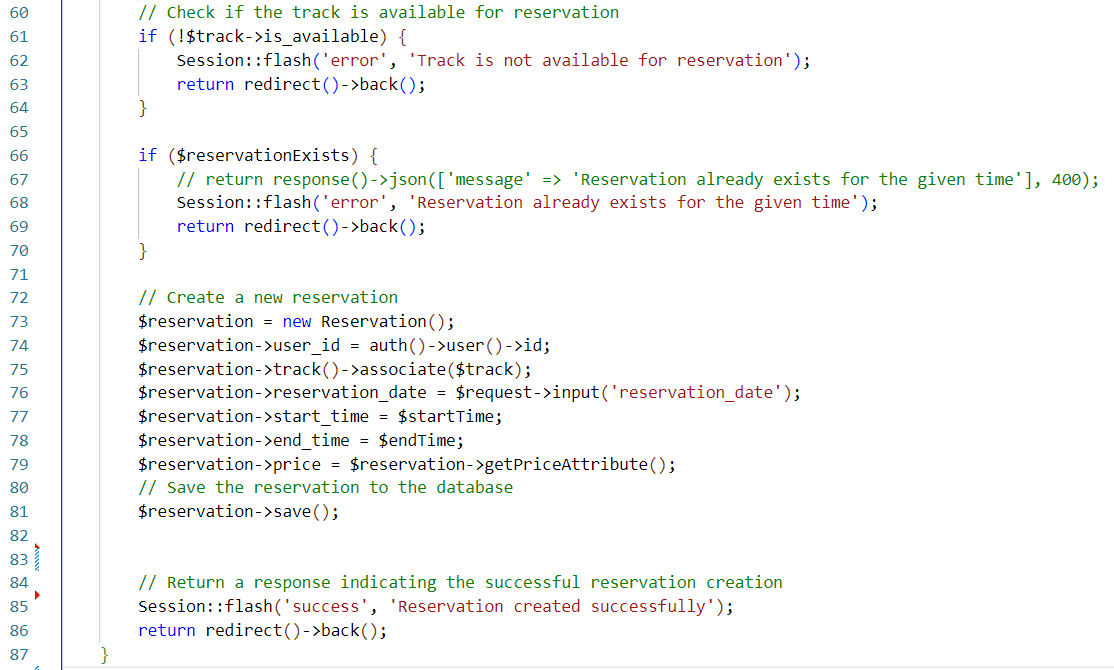 60 // Check if the track is available for reservation
61 if (!$track->is_available) {
62 Session::flash('error', 'Track is not available for reservation');
63 return redirect()->back();
64 }
65
66 if ($reservationExists) {
67 // return response()->json(['message' => 'Reservation already exists for the given time'], 400);
68 Session::flash('error', 'Reservation already exists for the given time');
69 return redirect()->back();
70 }
71
72 // Create a new reservation
73 $reservation = new Reservation();
74 $reservation->user_id = auth()->user()->id;
75 $reservation->track()->associate($track);
76 $reservation->reservation_date = $request->input('reservation_date');
77 $reservation->start_time = $startTime;
78 $reservation->end_time = $endTime;
79 $reservation->price = $reservation->getPriceAttribute();
80 // Save the reservation to the database
81 $reservation->save();
82
83
84 // Return a response indicating the successful reservation creation
85 Session::flash('success', 'Reservation created successfully');
86 return redirect()->back();
87 }